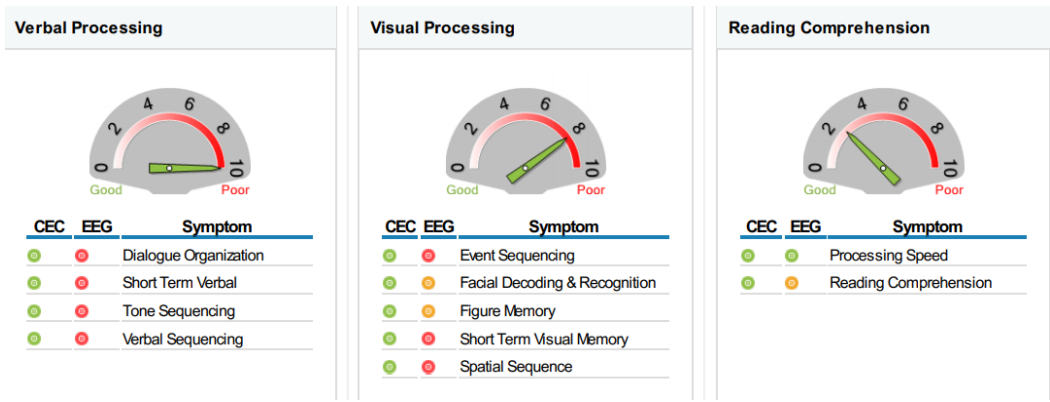 Verbal Processing
0 2 4 6 8 10
Good Poor
CEC EEG Symptom
Dialogue Organization
Short Term Verbal
Tone Sequencing
Verbal Sequencing
Visual Processing
0 2 4 6 8 10
Good Poor
CEC EEG Symptom
Event Sequencing
Facial Decoding & Recognition
Figure Memory
Short Term Visual Memory
Spatial Sequence
Reading Comprehension
0 2 4 6 8 10
Good Poor
CEC EEG Symptom
Processing Speed
Reading Comprehension